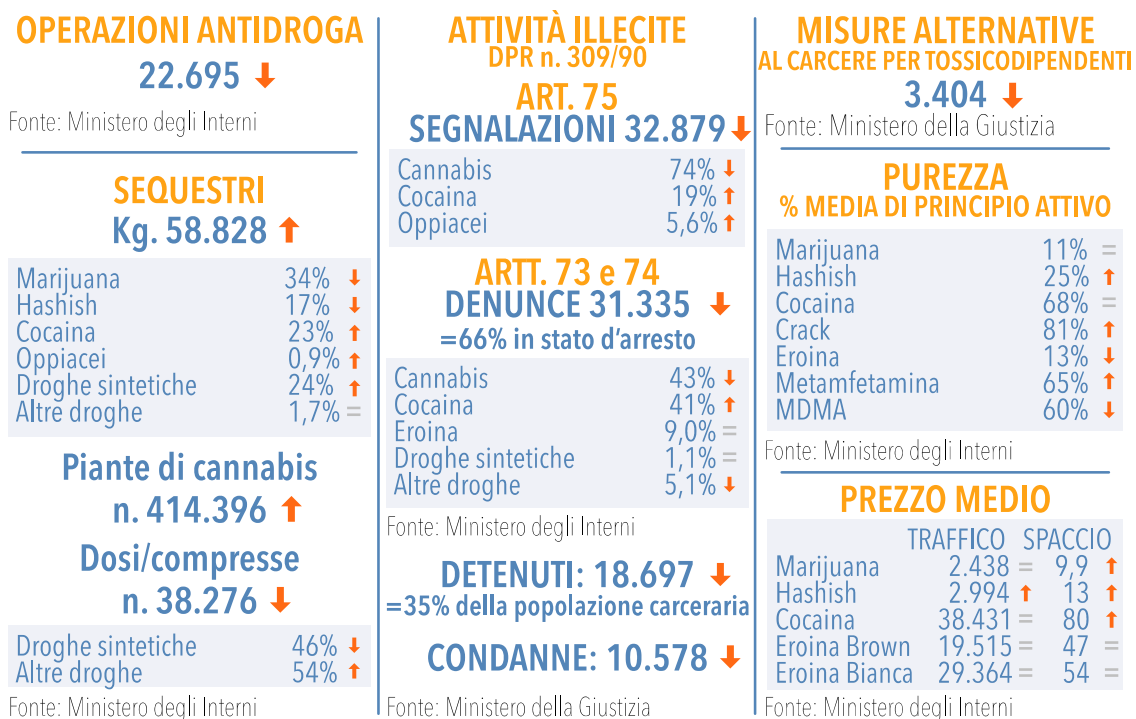 OPERAZIONI ANTIDROGA
22.695 ⬇
Fonte: Ministero degli Interni
SEQUESTRI
Kg. 58.828 ⬆
Marijuana 34% ⬇
Hashish 17% ⬇
Cocaina 23% ⬆
Oppiacei 0,9% ⬆
Droghe sintetiche 24% ⬆
Altre droghe 1,7% =
Piante di cannabis
n. 414.396 ⬆
Dosi/compresse
n. 38.276 ⬇
Droghe sintetiche 46% ⬇
Altre droghe 54% ⬆
Fonte: Ministero degli Interni
ATTIVITÀ ILLECITE
DPR n. 309/90
ART. 75
SEGNALAZIONI 32.879 ⬇
Cannabis 74% ⬇
Cocaina 19% ⬆
Oppiacei 5,6% ⬆
ARTT. 73 e 74
DENUNCE 31.335 ⬇
=66% in stato d'arresto
Cannabis 43% ⬇
Cocaina 41% ⬆
Eroina 9,0% =
Droghe sintetiche 1,1% =
Altre droghe 5,1% ⬇
Fonte: Ministero degli Interni
DETENUTI: 18.697 ⬇
=35% della popolazione carceraria
CONDANNE: 10.578 ⬇
Fonte: Ministero della Giustizia
MISURE ALTERNATIVE
AL CARCERE PER TOSSICODIPENDENTI
3.404 ⬇
Fonte: Ministero della Giustizia
PUREZZA
% MEDIA DI PRINCIPIO ATTIVO
Marijuana 11% =
Hashish 25% ⬆
Cocaina 68% =
Crack 81% ⬆
Eroina 13% ⬇
Metamfetamina 65% ⬆
MDMA 60% ⬇
Fonte: Ministero degli Interni
PREZZO MEDIO
TRAFFICO SPACCIO
Marijuana 2.438 = 9,9 ⬆
Hashish 2.994 ⬆ 13 ⬆
Cocaina 38.431 = 80 ⬆
Eroina Brown 19.515 = 47 =
Eroina Bianca 29.364 = 54 =
Fonte: Ministero degli Interni